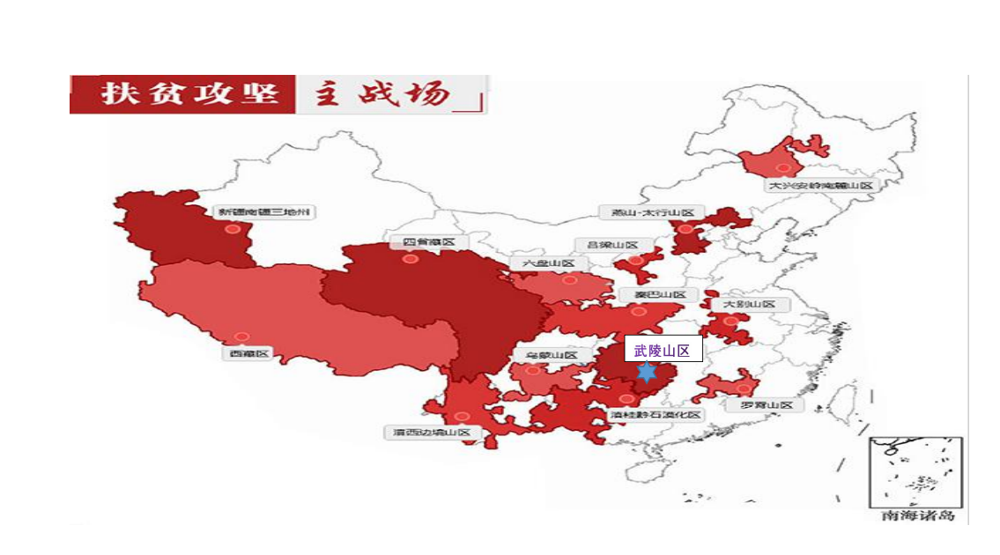 扶贫攻坚 主战场
大兴安岭南麓山区
新疆南疆三地州
燕山-太行山区
四省藏区
吕梁山区
六盘山区
秦巴山区
大别山区
武陵山区
西藏区
乌蒙山区
罗霄山区
滇桂黔石漠化区
滇西边境山区
南海诸岛